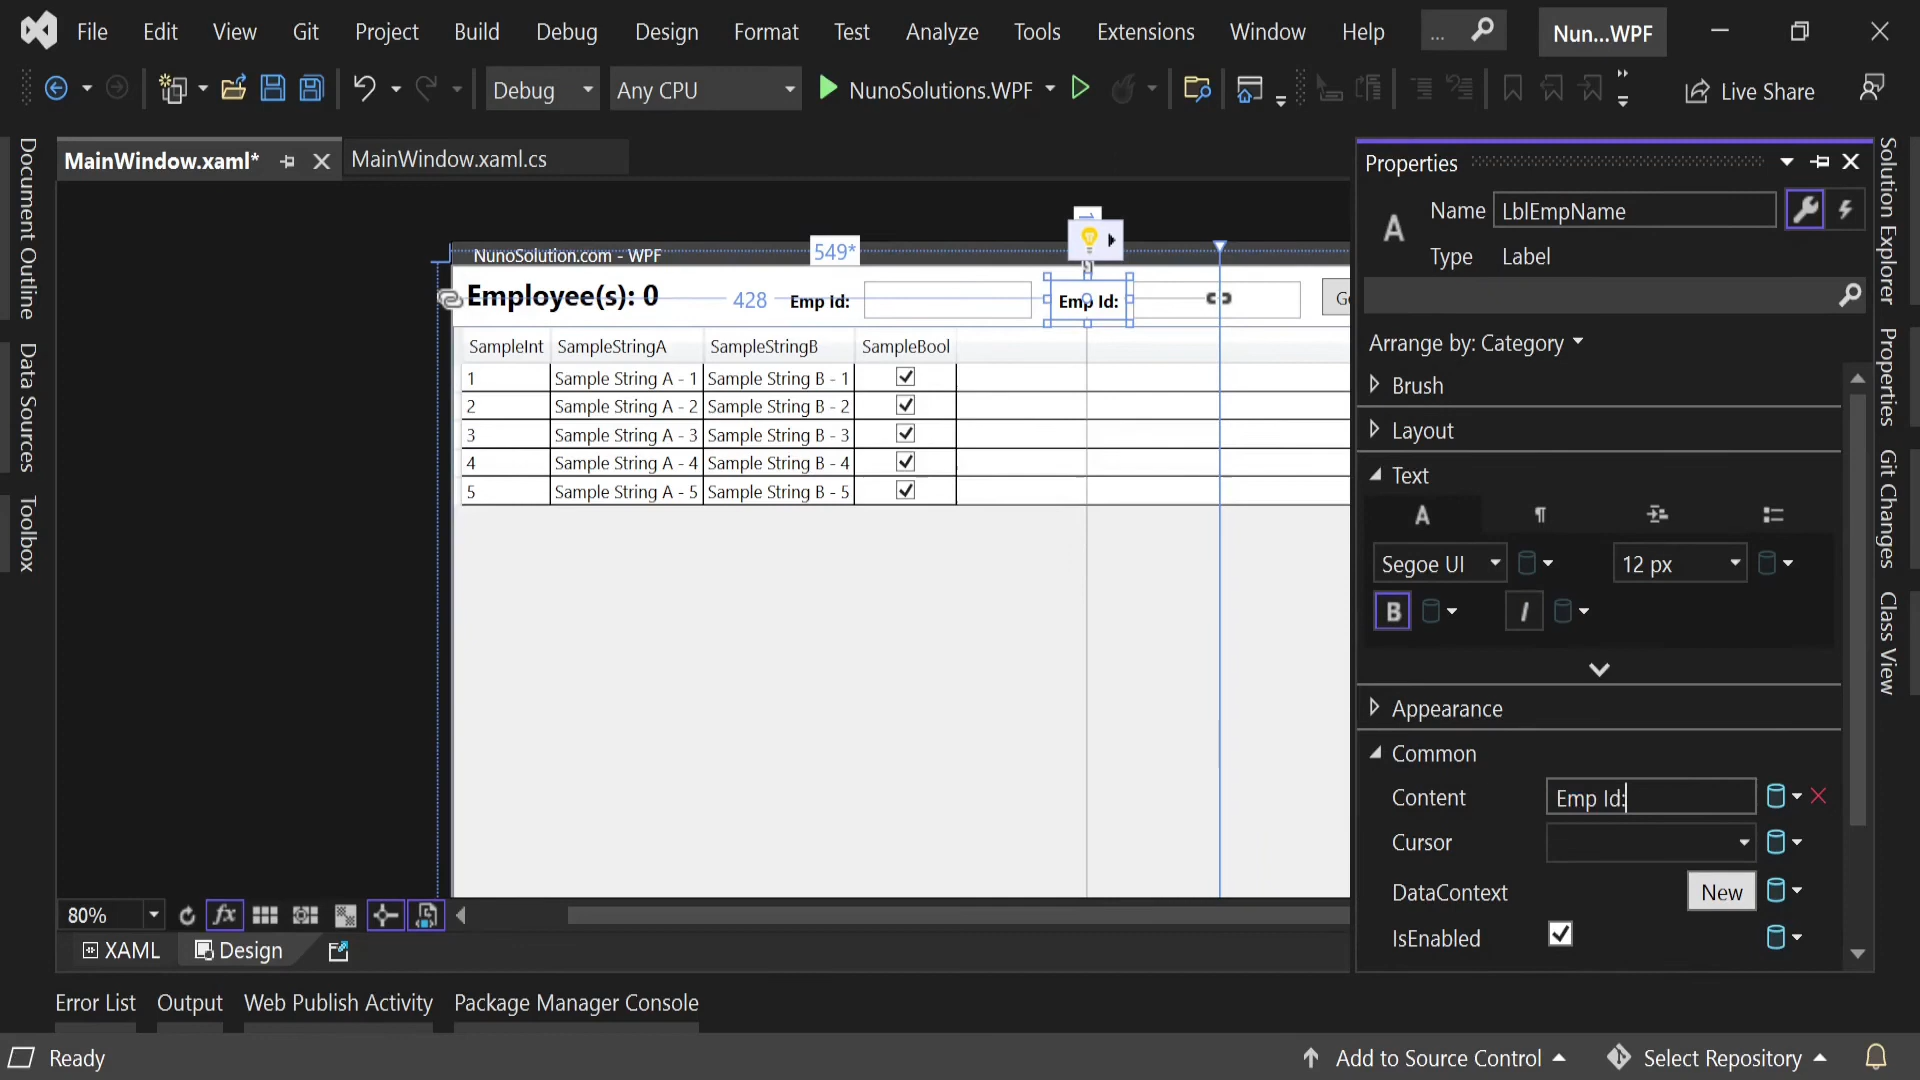 File Edit View Git Project Build Debug Design Format Test Analyze Tools Extensions Window Help ... Nun...WPF
Debug Any CPU NunoSolutions.WPF Live Share
MainWindow.xaml* MainWindow.xaml.cs
Document Outline
Data Sources
Toolbox
NunoSolution.com - WPF 549*
Employee(s): 0 428 Emp Id: Emp Id:
SampleInt SampleStringA SampleStringB SampleBool
1 Sample String A - 1 Sample String B - 1
2 Sample String A - 2 Sample String B - 2
3 Sample String A - 3 Sample String B - 3
4 Sample String A - 4 Sample String B - 4
5 Sample String A - 5 Sample String B - 5
80% fx
XAML Design
Properties
Name LblEmpName
Type Label
Arrange by: Category
Brush
Layout
Text
A ¶
Segoe UI 12 px
B I
Appearance
Common
Content Emp Id:
Cursor
DataContext New
IsEnabled
Solution Explorer
Properties
Git Changes
Class View
Error List Output Web Publish Activity Package Manager Console
Ready Add to Source Control Select Repository